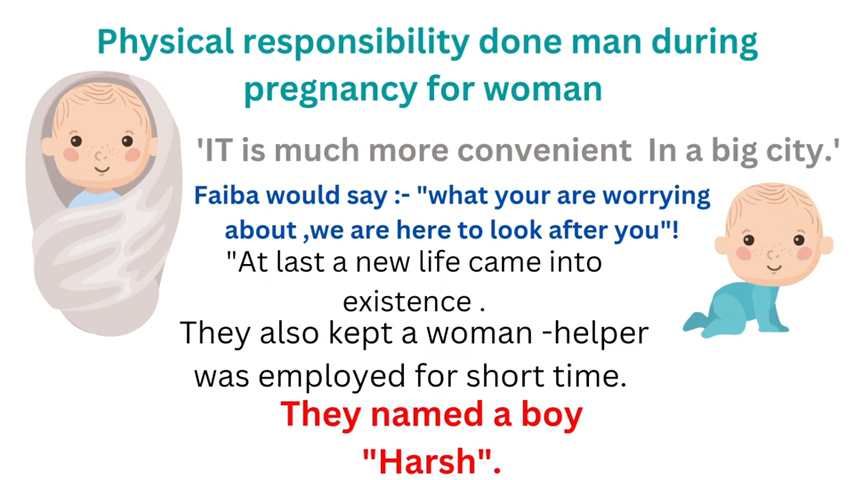 Physical responsibility done man during
pregnancy for woman
'IT is much more convenient In a big city.'
Faiba would say :- "what your are worrying
about ,we are here to look after you"!
"At last a new life came into
existence .
They also kept a woman -helper
was employed for short time.
They named a boy
"Harsh".